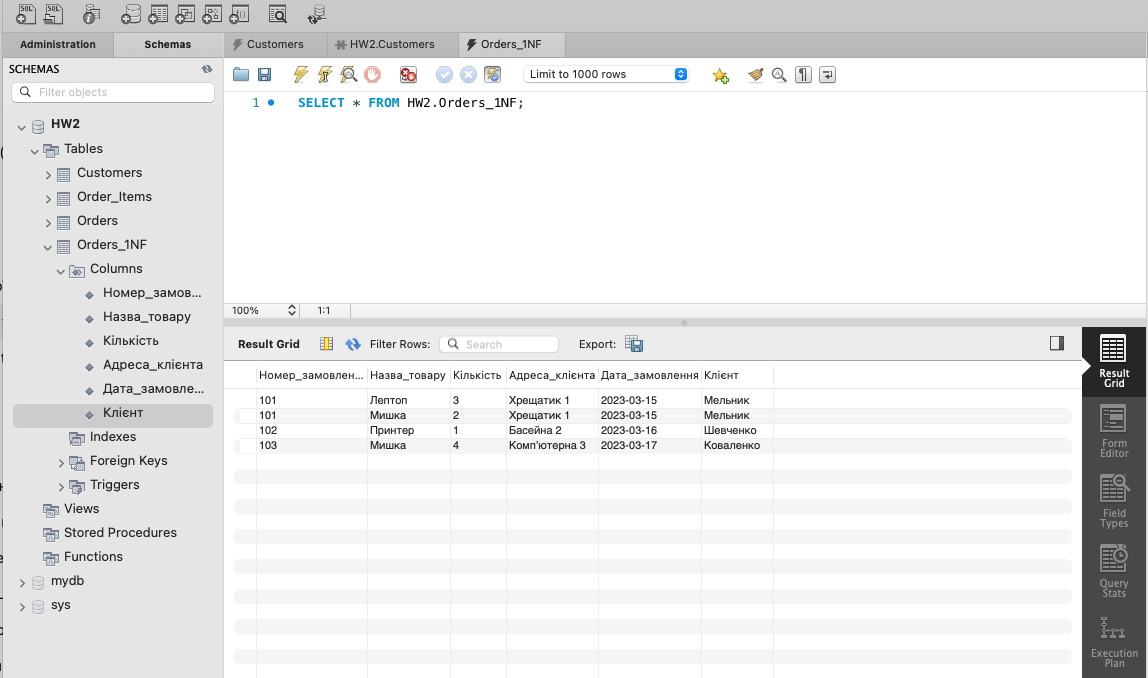 Administration Schemas Customers HW2.Customers Orders_1NF
SCHEMAS
Filter objects
Limit to 1000 rows
1 SELECT * FROM HW2.Orders_1NF;
HW2
Tables
Customers
Order_Items
Orders
Orders_1NF
Columns
Номер_замов...
Назва_товару
Кількість
Адреса_клієнта
Дата_замовле...
Клієнт
Indexes
Foreign Keys
Triggers
Views
Stored Procedures
Functions
mydb
sys
100% 1:1
Result Grid Filter Rows: Search Export:
Номер_замовлен... Назва_товару Кількість Адреса_клієнта Дата_замовлення Клієнт
101 Лептоп 3 Хрещатик 1 2023-03-15 Мельник
101 Мишка 2 Хрещатик 1 2023-03-15 Мельник
102 Принтер 1 Басейна 2 2023-03-16 Шевченко
103 Мишка 4 Комп'ютерна 3 2023-03-17 Коваленко
Result
Grid
Form
Editor
Field
Types
Query
Stats
Execution
Plan